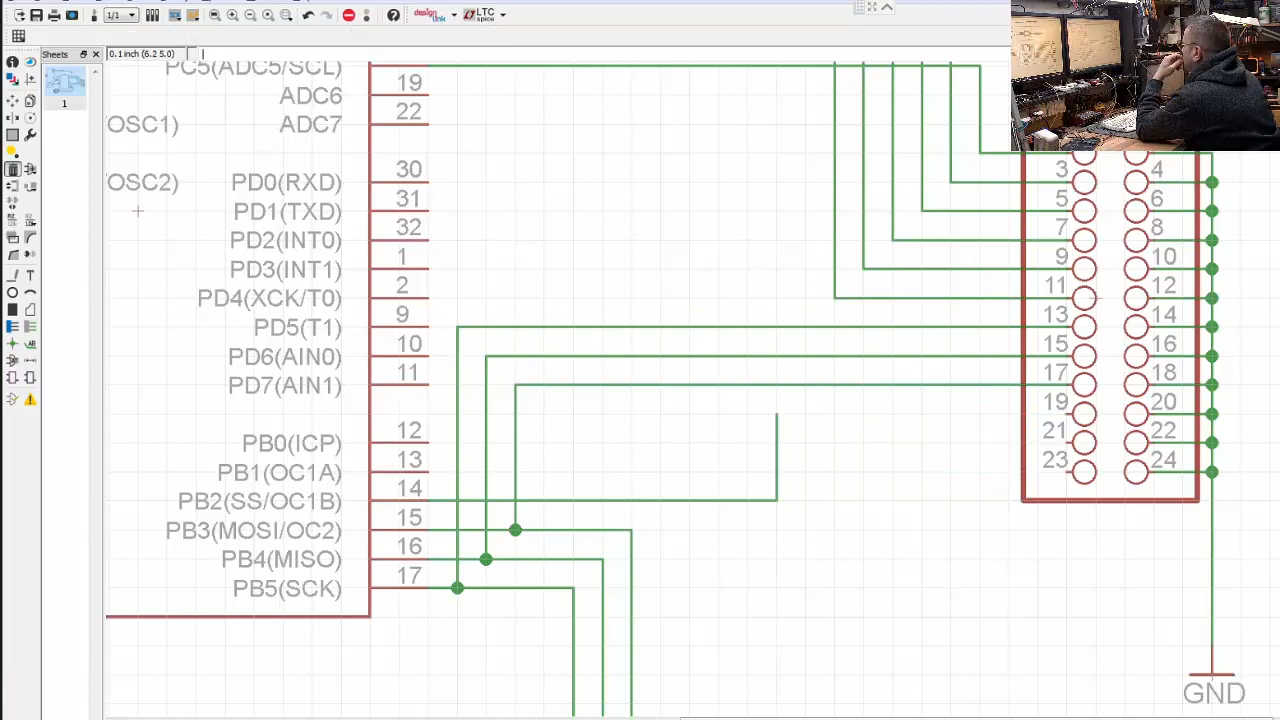 1/1
design link
LTC spice
Sheets
0.1 inch (6.2 5.0)
1
PC5(ADC5/SCL)
ADC6 19
OSC1) ADC7 22
OSC2) PD0(RXD) 30
PD1(TXD) 31
PD2(INT0) 32
PD3(INT1) 1
PD4(XCK/T0) 2
PD5(T1) 9
PD6(AIN0) 10
PD7(AIN1) 11
PB0(ICP) 12
PB1(OC1A) 13
PB2(SS/OC1B) 14
PB3(MOSI/OC2) 15
PB4(MISO) 16
PB5(SCK) 17
3 4
5 6
7 8
9 10
11 12
13 14
15 16
17 18
19 20
21 22
23 24
GND